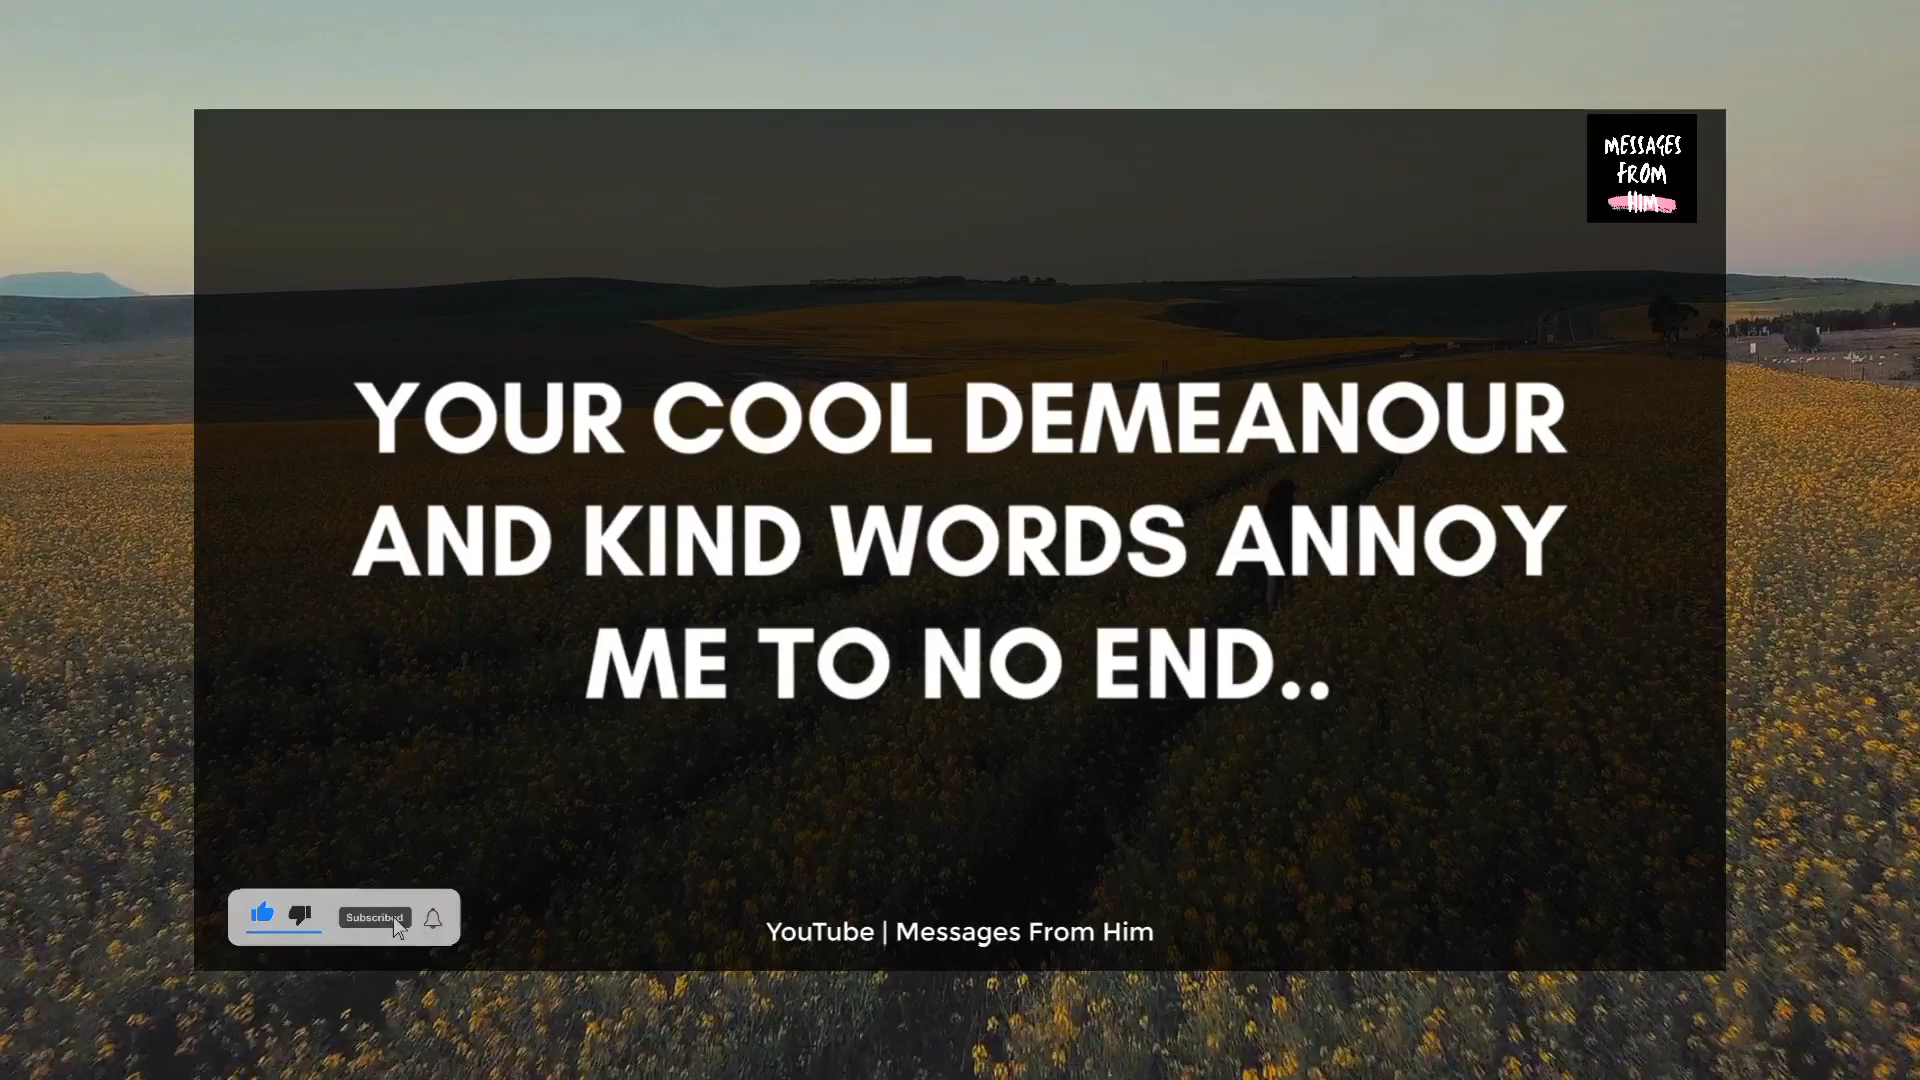 MESSAGES
FROM
HIM
YOUR COOL DEMEANOUR
AND KIND WORDS ANNOY
ME TO NO END..
Subscribed
YouTube | Messages From Him